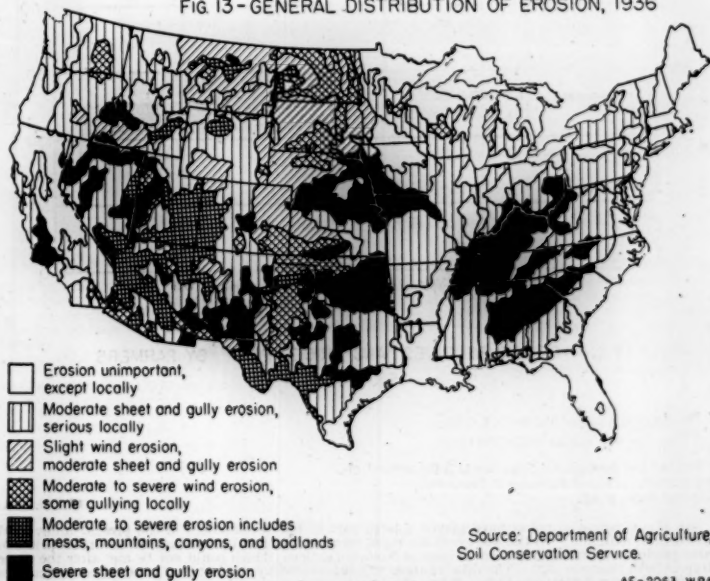 FIG. 13 - GENERAL DISTRIBUTION OF EROSION, 1936
Erosion unimportant,
except locally
Moderate sheet and gully erosion,
serious locally
Slight wind erosion,
moderate sheet and gully erosion
Moderate to severe wind erosion,
some gullying locally
Moderate to severe erosion includes
mesas, mountains, canyons, and badlands
Severe sheet and gully erosion
Source: Department of Agriculture
Soil Conservation Service.